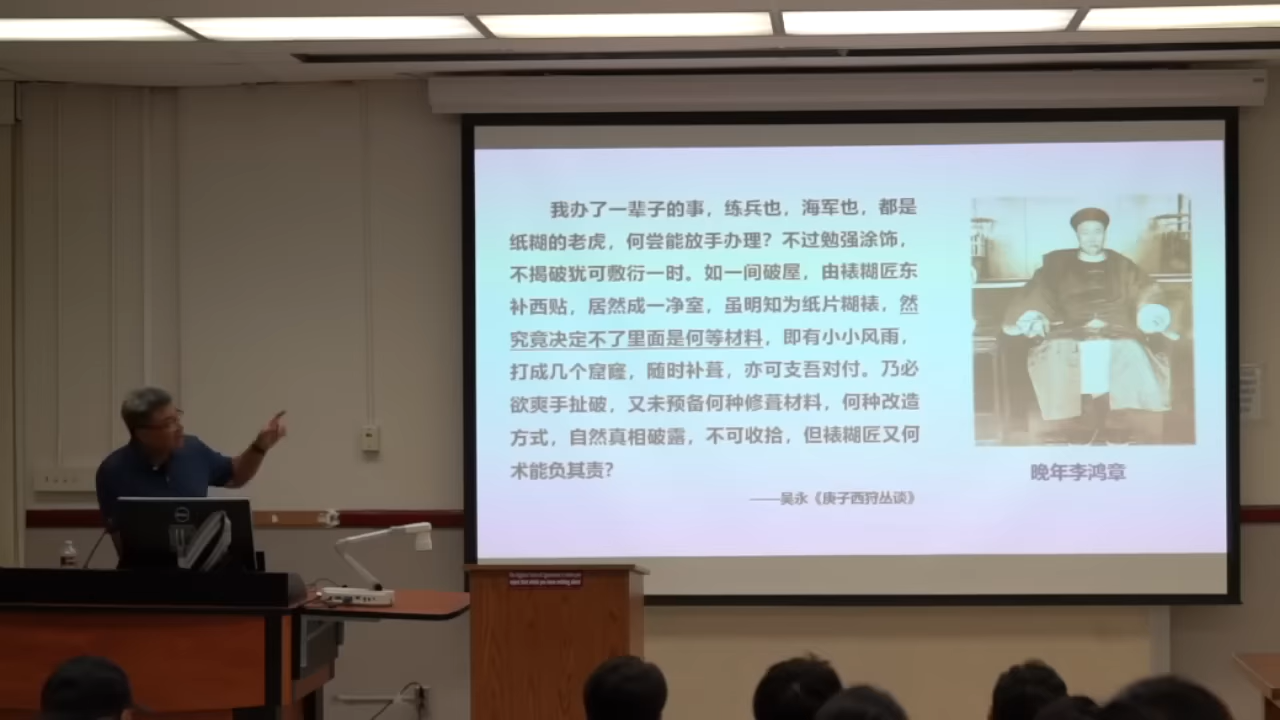 我办了一辈子的事，练兵也，海军也，都是
纸糊的老虎，何尝能放手办理？不过勉强涂饰，
不揭破犹可敷衍一时。如一间破屋，由裱糊匠东
补西贴，居然成一净室，虽明知为纸片糊裱，然
究竟决定不了里面是何等材料，即有小小风雨，
打成几个窟窿，随时补葺，亦可支吾对付。乃必
欲爽手扯破，又未预备何种修葺材料，何种改造
方式，自然真相破露，不可收拾，但裱糊匠又何
术能负其责？
——吴永《庚子西狩丛谈》
晚年李鸿章
DELL